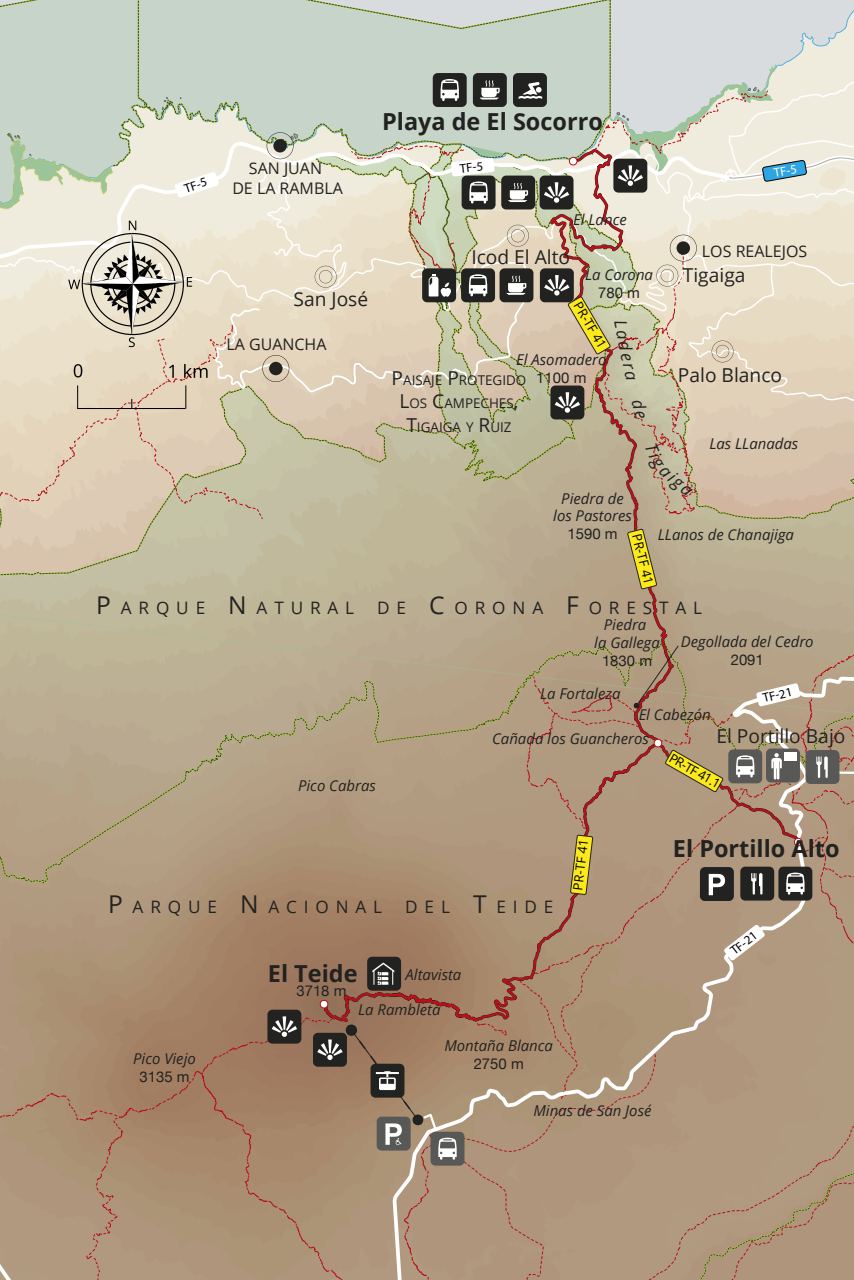 Playa de El Socorro
TF-5
TF-5
TF-5
SAN JUAN
DE LA RAMBLA
El Lance
N
W
E
S
Icod El Alto
LOS REALEJOS
Tigaiga
La Corona
780 m
San José
PR-TF 41
LA GUANCHA
0
1 km
El Asomadero
1100 m
Ladera de Tigaiga
Palo Blanco
Paisaje Protegido
Los Campeches,
Tigaiga y Ruiz
Las LLanadas
Piedra de
los Pastores
1590 m
LLanos de Chanajiga
PR-TF 41
Parque Natural de Corona Forestal
Piedra
la Gallega
1830 m
Degollada del Cedro
2091
La Fortaleza
El Cabezón
TF-21
Cañada los Guancheros
El Portillo Bajo
PR-TF 41.1
Pico Cabras
PR-TF 41
El Portillo Alto
P
Parque Nacional del Teide
TF-21
El Teide
3718 m
Altavista
La Rambleta
Montaña Blanca
2750 m
Pico Viejo
3135 m
Minas de San José
P